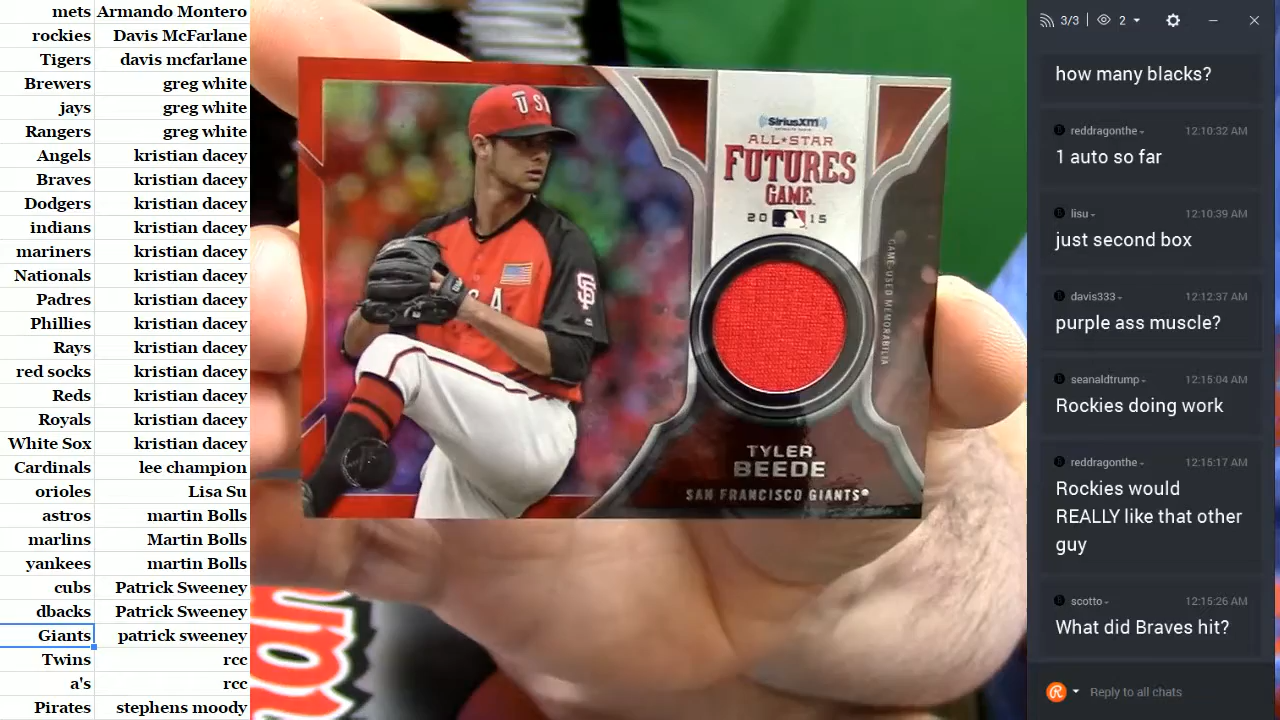 mets Armando Montero
rockies Davis McFarlane
Tigers davis mcfarlane
Brewers greg white
jays greg white
Rangers greg white
Angels kristian dacey
Braves kristian dacey
Dodgers kristian dacey
indians kristian dacey
mariners kristian dacey
Nationals kristian dacey
Padres kristian dacey
Phillies kristian dacey
Rays kristian dacey
red socks kristian dacey
Reds kristian dacey
Royals kristian dacey
White Sox kristian dacey
Cardinals lee champion
orioles Lisa Su
astros martin Bolls
marlins Martin Bolls
yankees martin Bolls
cubs Patrick Sweeney
dbacks Patrick Sweeney
Giants patrick sweeney
Twins rcc
a's rcc
Pirates stephens moody
USA
SF
SiriusXM
ALL★STAR
FUTURES
GAME
2015
GAME-USED MEMORABILIA
TYLER
BEEDE
SAN FRANCISCO GIANTS®
3/3 2
how many blacks?
reddragonthe 12:10:32 AM
1 auto so far
lisu 12:10:39 AM
just second box
davis333 12:12:37 AM
purple ass muscle?
seanaldtrump 12:15:04 AM
Rockies doing work
reddragonthe 12:15:17 AM
Rockies would
REALLY like that other
guy
scotto 12:15:26 AM
What did Braves hit?
Reply to all chats